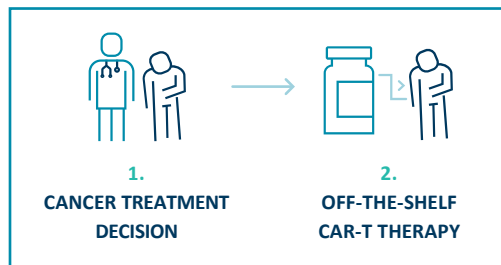 1.
CANCER TREATMENT
DECISION
2.
OFF-THE-SHELF
CAR-T THERAPY